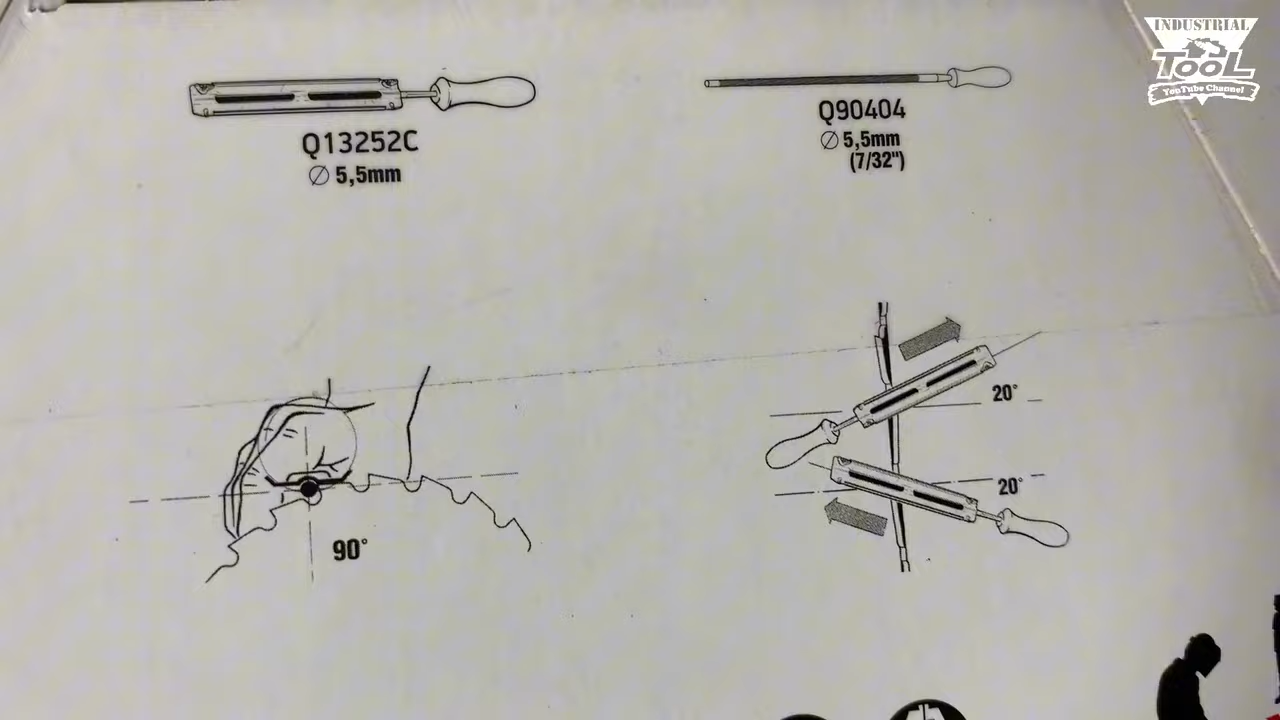 INDUSTRIAL
TOOL
YouTube Channel
Q13252C
∅ 5,5mm
Q90404
∅ 5,5mm
(7/32")
20°
20°
90°